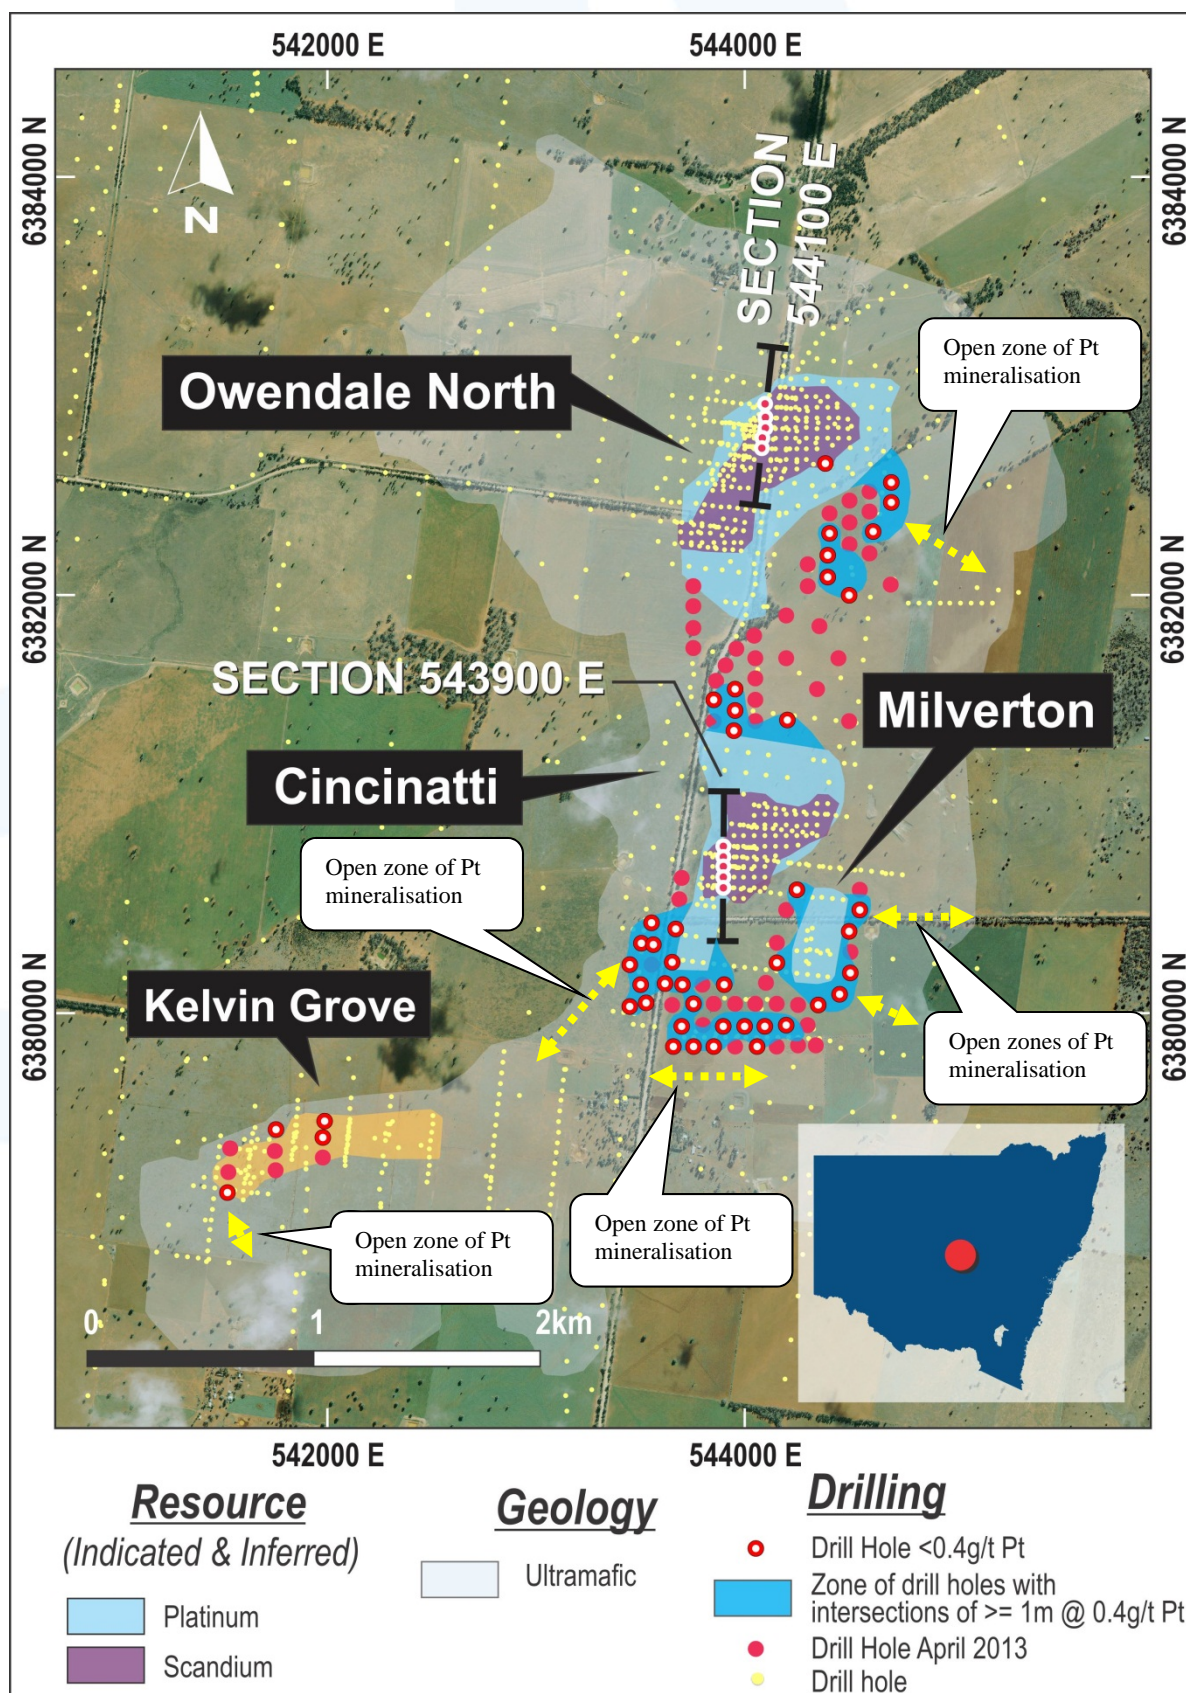 542000 E
544000 E
6384000 N
6384000 N
N
SECTION
544100 E
Open zone of Pt
mineralisation
Owendale North
6382000 N
6382000 N
SECTION 543900 E
Milverton
Cincinatti
Open zone of Pt
mineralisation
Kelvin Grove
6380000 N
6380000 N
Open zones of Pt
mineralisation
Open zone of Pt
mineralisation
Open zone of Pt
mineralisation
0
1
2km
542000 E
544000 E
Resource
(Indicated & Inferred)
Platinum
Scandium
Geology
Ultramafic
Drilling
Drill Hole <0.4g/t Pt
Zone of drill holes with
intersections of >= 1m @ 0.4g/t Pt
Drill Hole April 2013
Drill hole